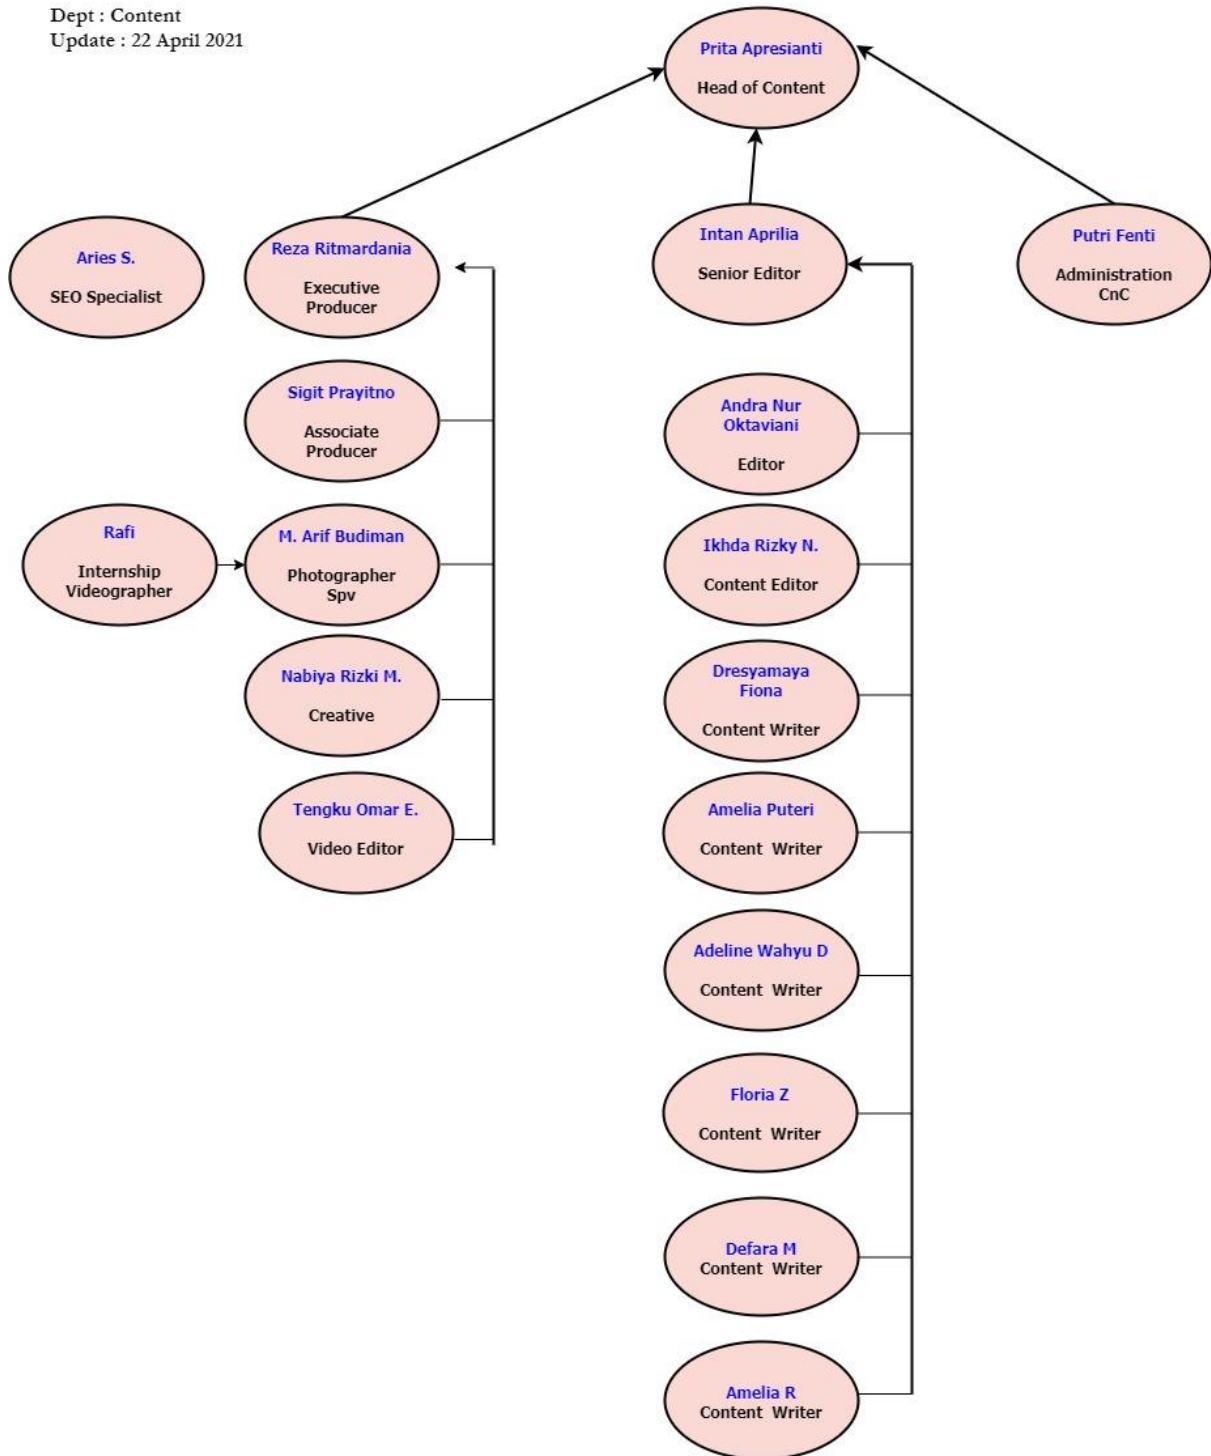 Dept : Content
Update : 22 April 2021
Prita Apresianti
Head of Content
Aries S.
SEO Specialist
Reza Ritmardania
Executive
Producer
Intan Aprilia
Senior Editor
Putri Fenti
Administration
CnC
Sigit Prayitno
Associate
Producer
Andra Nur
Oktaviani
Editor
Rafi
Internship
Videographer
M. Arif Budiman
Photographer
Spv
Ikhda Rizky N.
Content Editor
Nabiya Rizki M.
Creative
Dresyamaya
Fiona
Content Writer
Tengku Omar E.
Video Editor
Amelia Puteri
Content  Writer
Adeline Wahyu D
Content  Writer
Floria Z
Content  Writer
Defara M
Content  Writer
Amelia R
Content  Writer